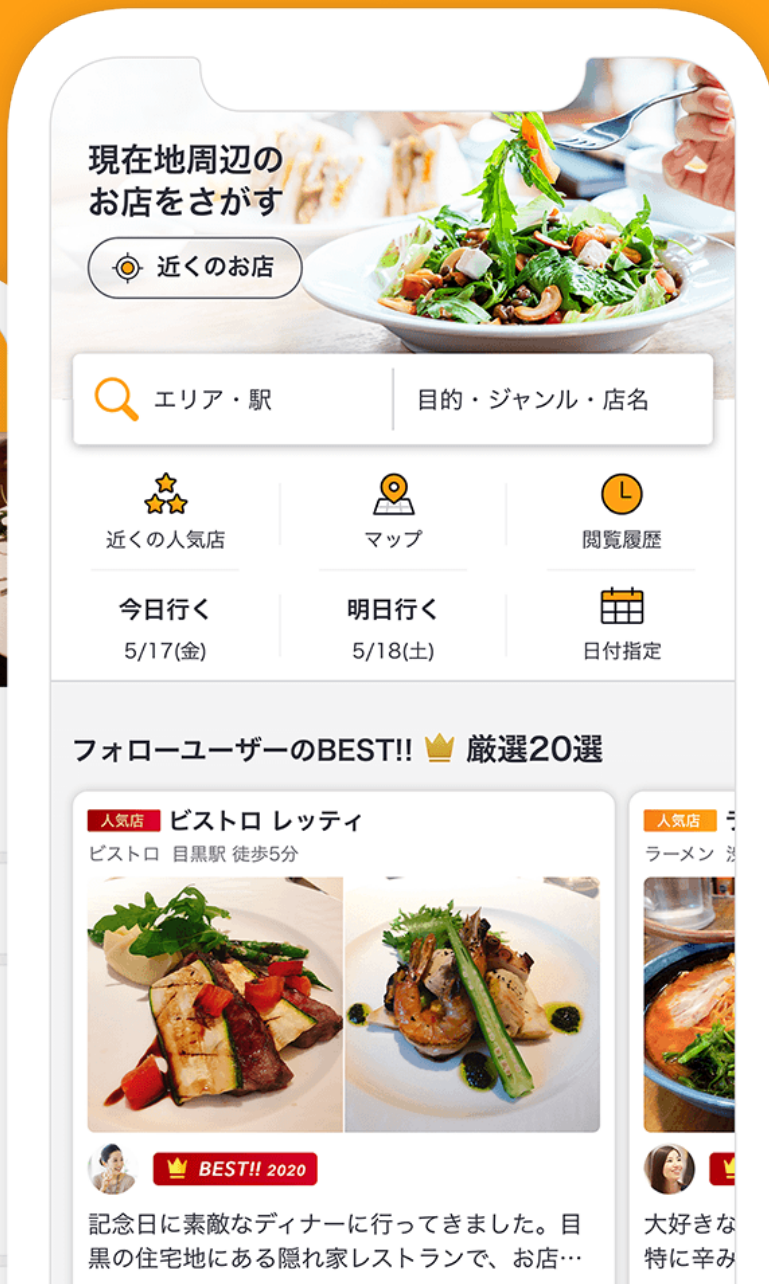 現在地周辺の
お店をさがす
近くのお店
エリア・駅
目的・ジャンル・店名
近くの人気店
マップ
閲覧履歴
今日行く
5/17(金)
明日行く
5/18(土)
日付指定
フォローユーザーのBEST!! 厳選20選
人気店 ビストロ レッティ
ビストロ 目黒駅 徒歩5分
BEST!! 2020
記念日に素敵なディナーに行ってきました。目
黒の住宅地にある隠れ家レストランで、お店…
人気店
ラーメン
大好きな
特に辛み